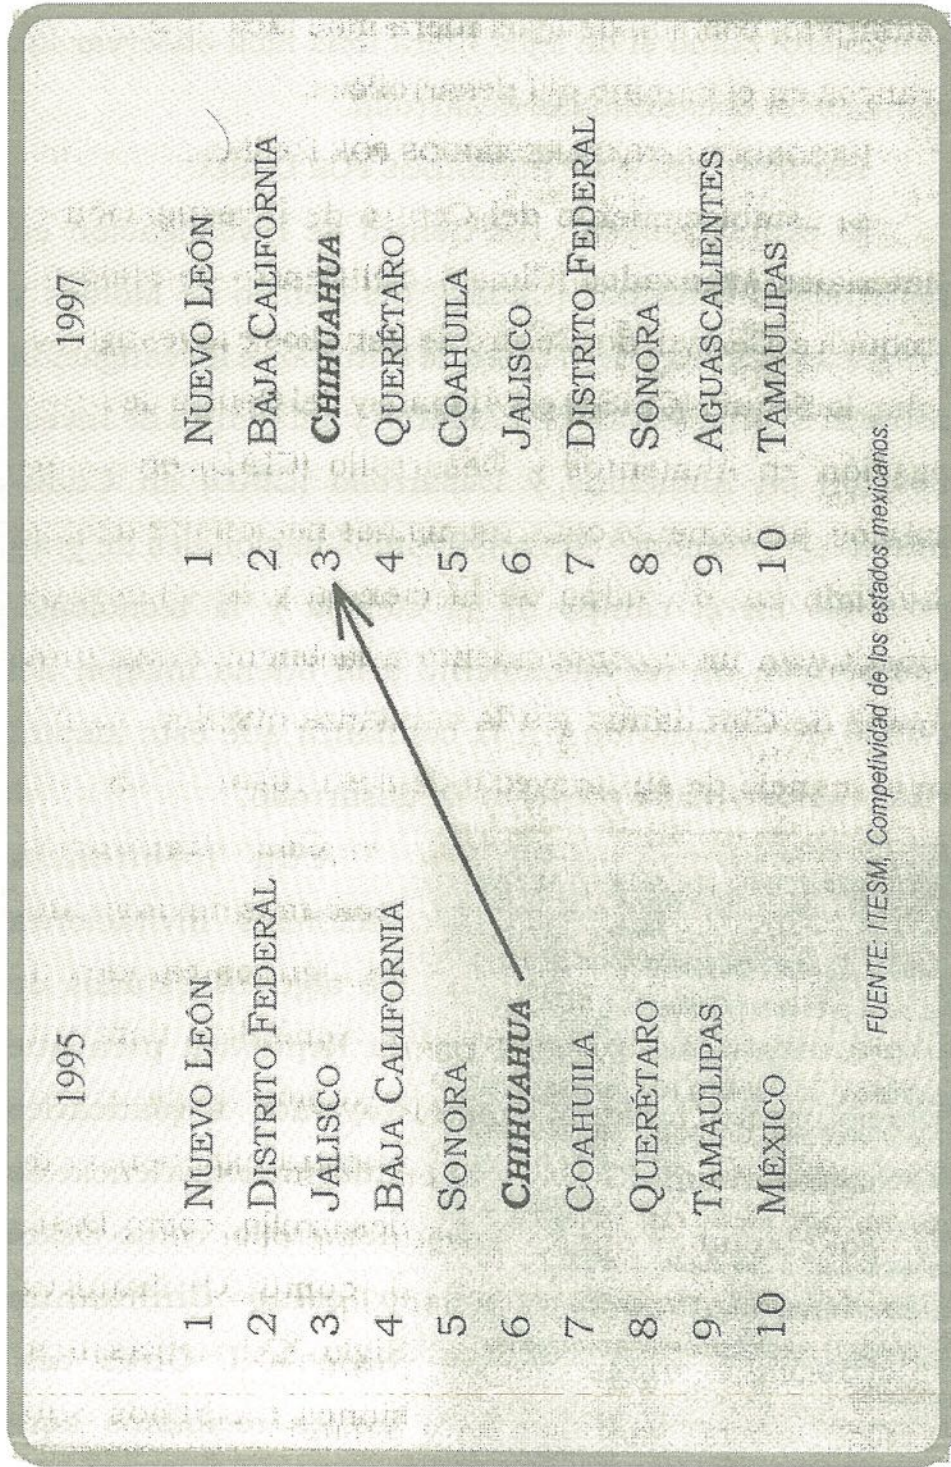 1995
1 NUEVO LEÓN
2 DISTRITO FEDERAL
3 JALISCO
4 BAJA CALIFORNIA
5 SONORA
6 CHIHUAHUA
7 COAHUILA
8 QUERÉTARO
9 TAMAULIPAS
10 MÉXICO
1997
1 NUEVO LEÓN
2 BAJA CALIFORNIA
3 CHIHUAHUA
4 QUERÉTARO
5 COAHUILA
6 JALISCO
7 DISTRITO FEDERAL
8 SONORA
9 AGUASCALIENTES
10 TAMAULIPAS
FUENTE: ITESM, Competividad de los estados mexicanos.